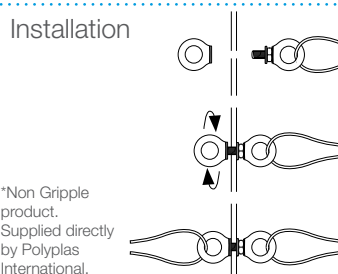 Installation
*Non Gripple
product.
Supplied directly
by Polyplas
International.